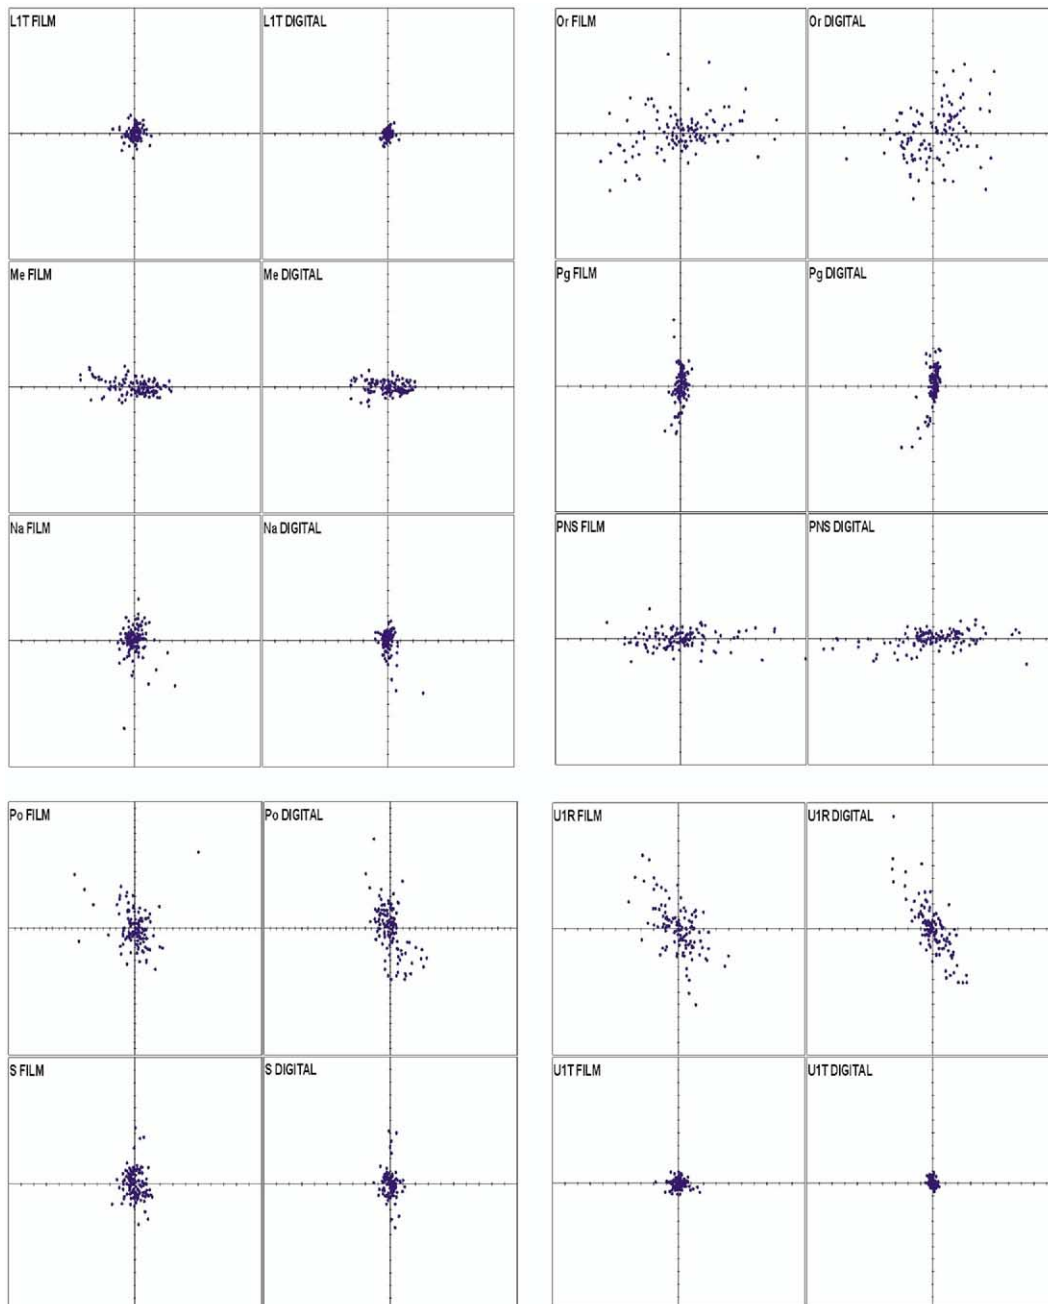 L1T FILM
L1T DIGITAL
Or FILM
Or DIGITAL
Me FILM
Me DIGITAL
Pg FILM
Pg DIGITAL
Na FILM
Na DIGITAL
PNS FILM
PNS DIGITAL
Po FILM
Po DIGITAL
U1R FILM
U1R DIGITAL
S FILM
S DIGITAL
U1T FILM
U1T DIGITAL